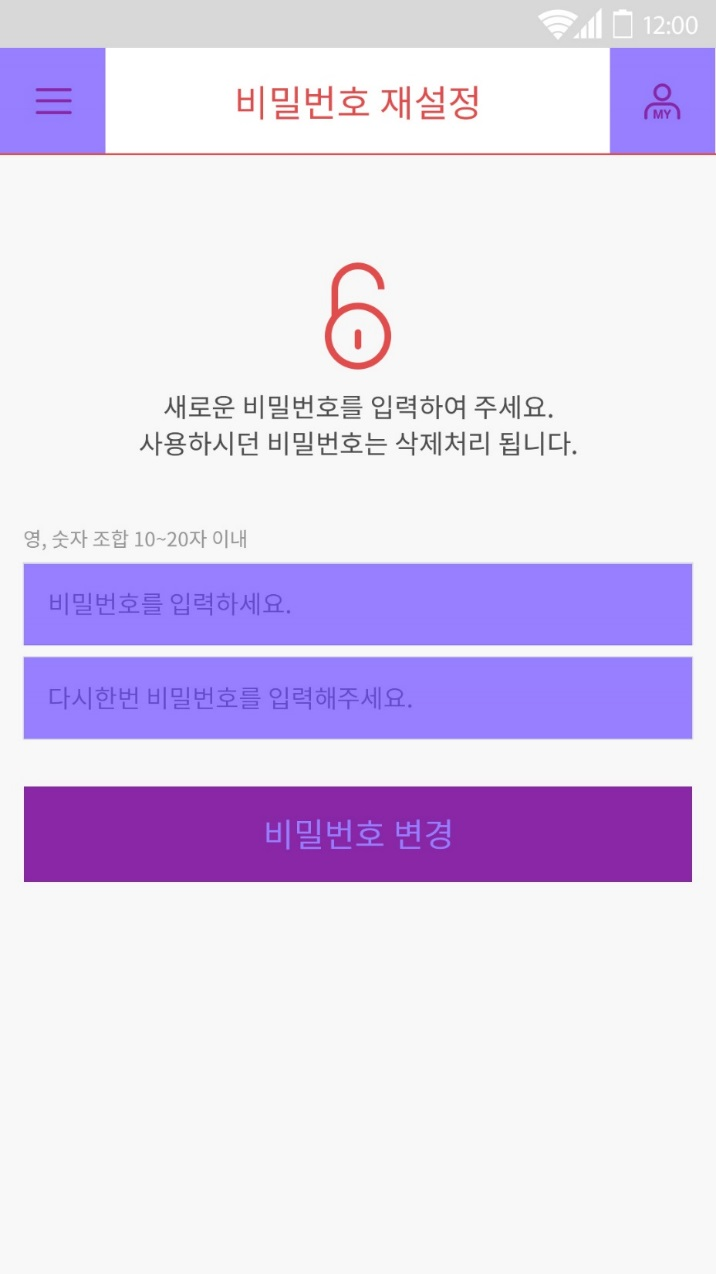 12:00
비밀번호 재설정
MY
새로운 비밀번호를 입력하여 주세요.
사용하시던 비밀번호는 삭제처리 됩니다.
영, 숫자 조합 10~20자 이내
비밀번호를 입력하세요.
다시한번 비밀번호를 입력해주세요.
비밀번호 변경